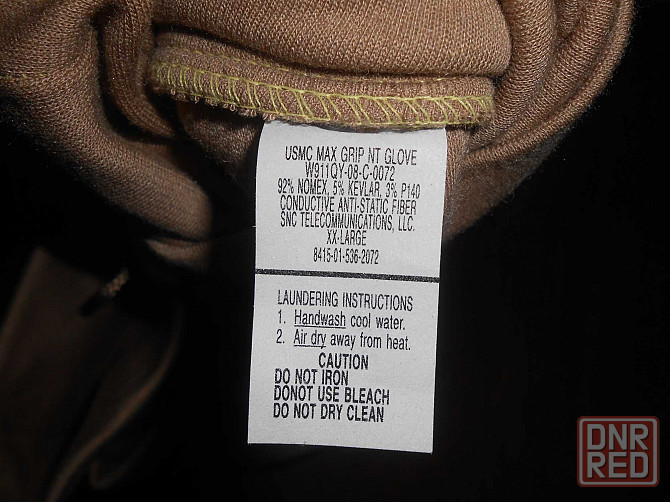 USMC MAX GRIP NT GLOVE
W911QY-08-C-0072
92% NOMEX, 5% KEVLAR, 3% P140
CONDUCTIVE ANTI-STATIC FIBER
SNC TELECOMMUNICATIONS, LLC.
XX-LARGE
8415-01-536-2072
LAUNDERING INSTRUCTIONS
1. Handwash cool water.
2. Air dry away from heat.
CAUTION
DO NOT IRON
DONOT USE BLEACH
DO NOT DRY CLEAN
DNR
RED